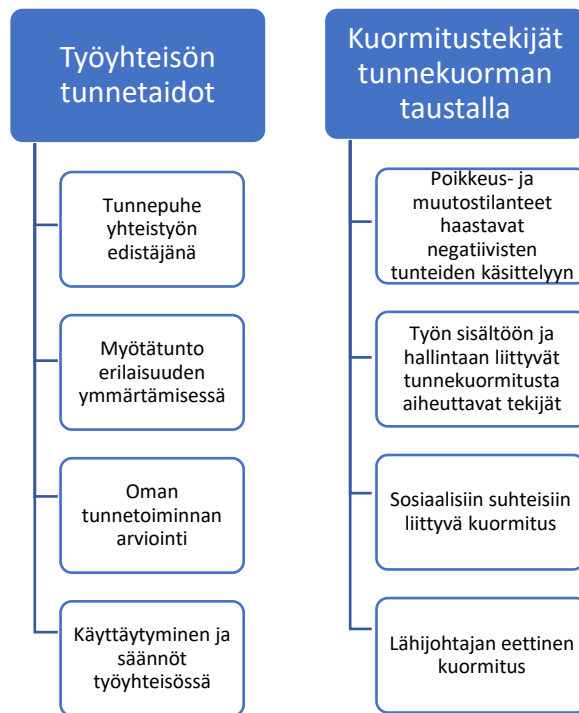 Työyhteisön
tunnetaidot
Tunnepuhe
yhteistyön
edistäjänä
Myötätunto
erilaisuuden
ymmärtämisessä
Oman
tunnetoiminnan
arviointi
Käyttäytyminen ja
säännöt
työyhteisössä
Kuormitustekijät
tunnekuorman
taustalla
Poikkeus- ja
muutostilanteet
haastavat
negatiivisten
tunteiden käsittelyyn
Työn sisältöön ja
hallintaan liittyvät
tunnekuormitusta
aiheuttavat tekijät
Sosiaalisiin suhteisiin
liittyvä kuormitus
Lähijohtajan eettinen
kuormitus